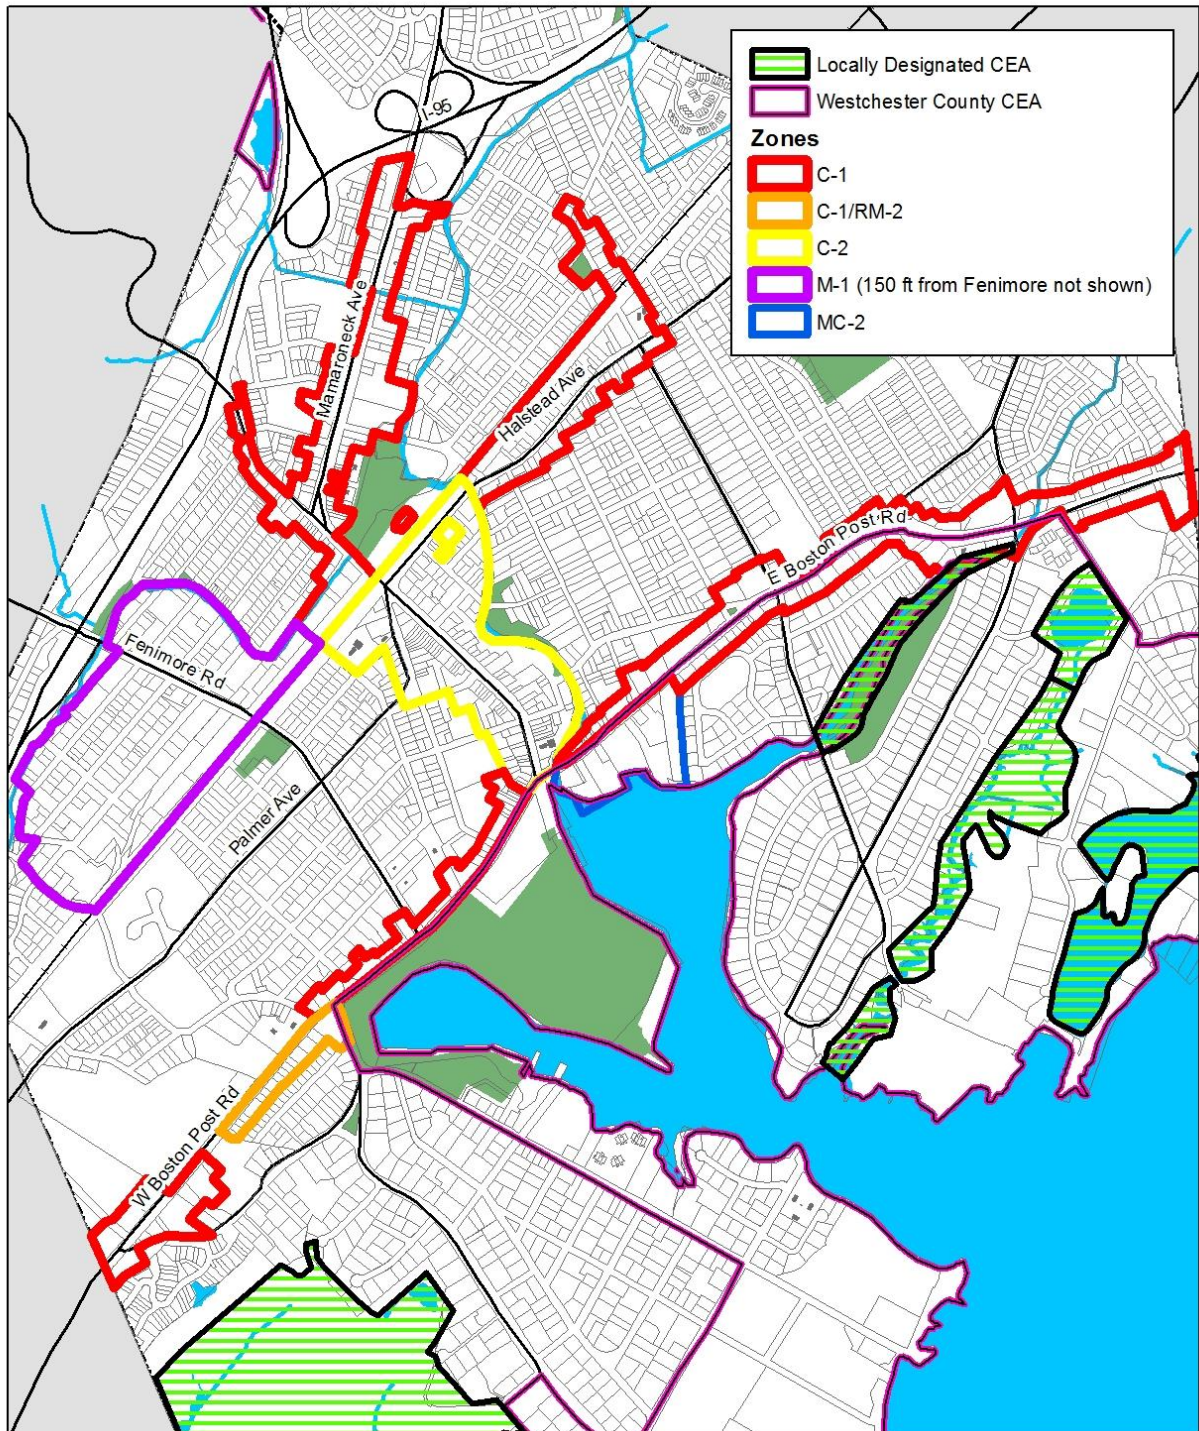 Locally Designated CEA
Westchester County CEA
Zones
C-1
C-1/RM-2
C-2
M-1 (150 ft from Fenimore not shown)
MC-2
I-95
Mamaroneck Ave
Halstead Ave
E Boston Post Rd
Fenimore Rd
Palmer Ave
W Boston Post Rd